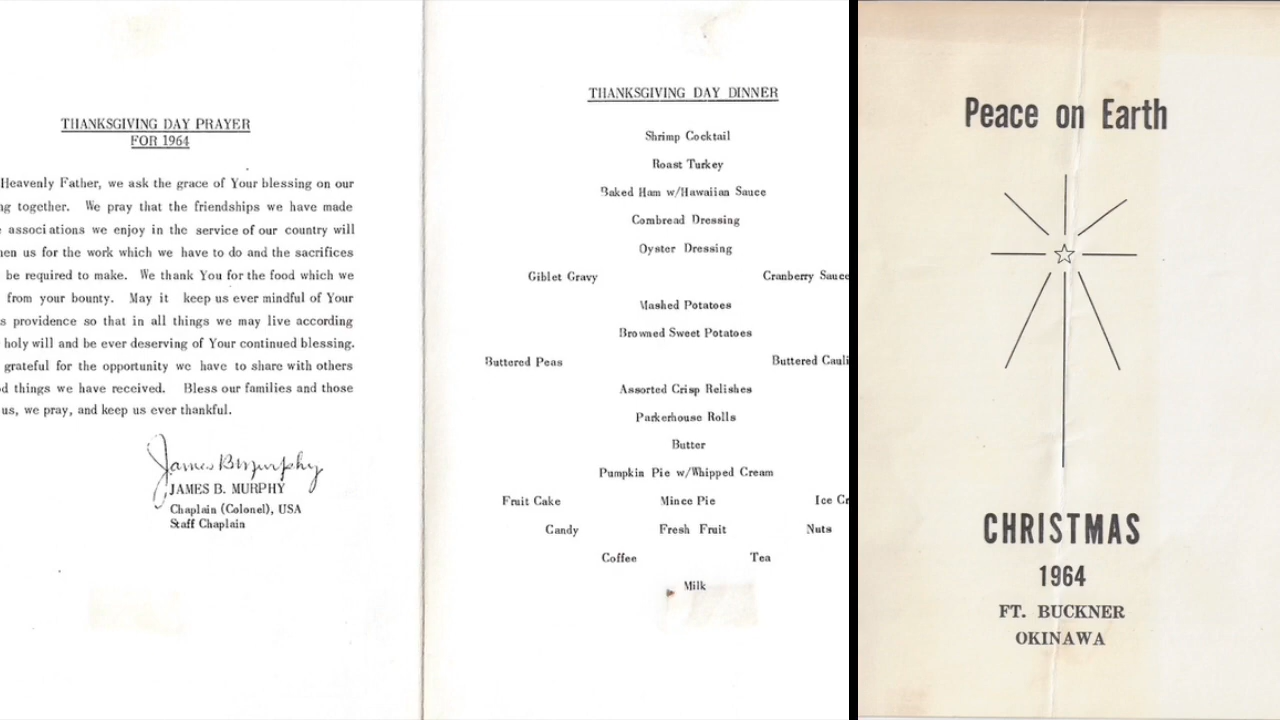 THANKSGIVING DAY PRAYER
FOR 1964
Heavenly Father, we ask the grace of Your blessing on our
ng together. We pray that the friendships we have made
associations we enjoy in the service of our country will
hen us for the work which we have to do and the sacrifices
be required to make. We thank You for the food which we
from your bounty. May it keep us ever mindful of Your
s providence so that in all things we may live according
holy will and be ever deserving of Your continued blessing.
grateful for the opportunity we have to share with others
d things we have received. Bless our families and those
us, we pray, and keep us ever thankful.
James B Murphy
JAMES B. MURPHY
Chaplain (Colonel), USA
Staff Chaplain
THANKSGIVING DAY DINNER
Shrimp Cocktail
Roast Turkey
Baked Ham w/Hawaiian Sauce
Cornbread Dressing
Oyster Dressing
Giblet Gravy Cranberry Sauce
Mashed Potatoes
Browned Sweet Potatoes
Buttered Peas Buttered Cauli
Assorted Crisp Relishes
Parkerhouse Rolls
Butter
Pumpkin Pie w/Whipped Cream
Fruit Cake Mince Pie Ice Cr
Candy Fresh Fruit Nuts
Coffee Tea
Milk
Peace on Earth
CHRISTMAS
1964
FT. BUCKNER
OKINAWA